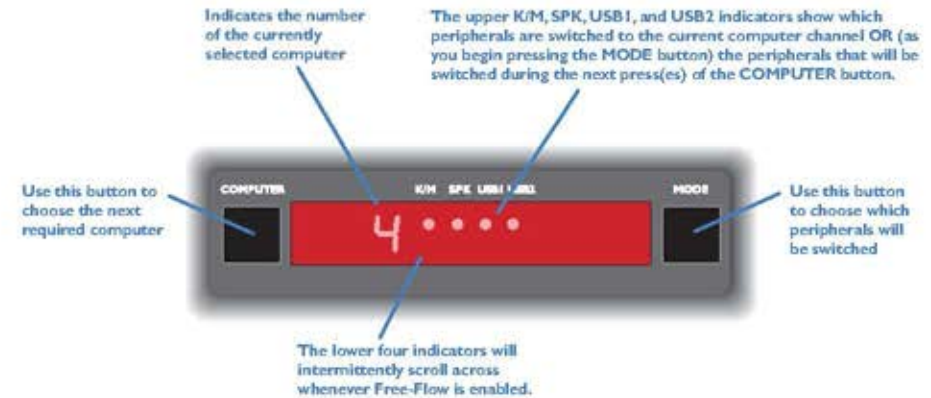 Indicates the number
of the currently
selected computer
The upper K/M, SPK, USB1, and USB2 indicators show which
peripherals are switched to the current computer channel OR (as
you begin pressing the MODE button) the peripherals that will be
switched during the next press(es) of the COMPUTER button.
Use this button to
choose the next
required computer
COMPUTER
K/M SPK USB1 USB2
MODE
4
Use this button
to choose which
peripherals will
be switched
The lower four indicators will
intermittently scroll across
whenever Free-Flow is enabled.